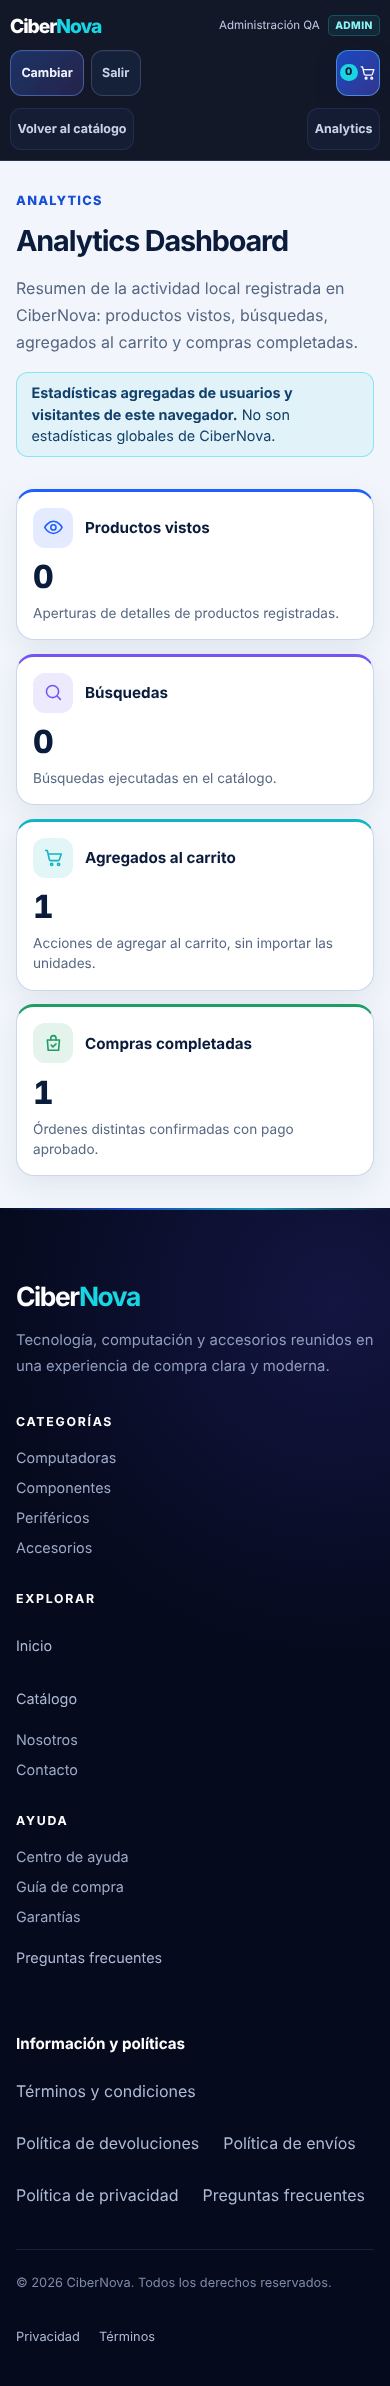 CiberNova
Administración QA ADMIN
Cambiar Salir 0
Volver al catálogo Analytics
ANALYTICS
Analytics Dashboard
Resumen de la actividad local registrada en
CiberNova: productos vistos, búsquedas,
agregados al carrito y compras completadas.
Estadísticas agregadas de usuarios y
visitantes de este navegador. No son
estadísticas globales de CiberNova.
Productos vistos
0
Aperturas de detalles de productos registradas.
Búsquedas
0
Búsquedas ejecutadas en el catálogo.
Agregados al carrito
1
Acciones de agregar al carrito, sin importar las
unidades.
Compras completadas
1
Órdenes distintas confirmadas con pago
aprobado.
CiberNova
Tecnología, computación y accesorios reunidos en
una experiencia de compra clara y moderna.
CATEGORÍAS
Computadoras
Componentes
Periféricos
Accesorios
EXPLORAR
Inicio
Catálogo
Nosotros
Contacto
AYUDA
Centro de ayuda
Guía de compra
Garantías
Preguntas frecuentes
Información y políticas
Términos y condiciones
Política de devoluciones Política de envíos
Política de privacidad Preguntas frecuentes
© 2026 CiberNova. Todos los derechos reservados.
Privacidad Términos